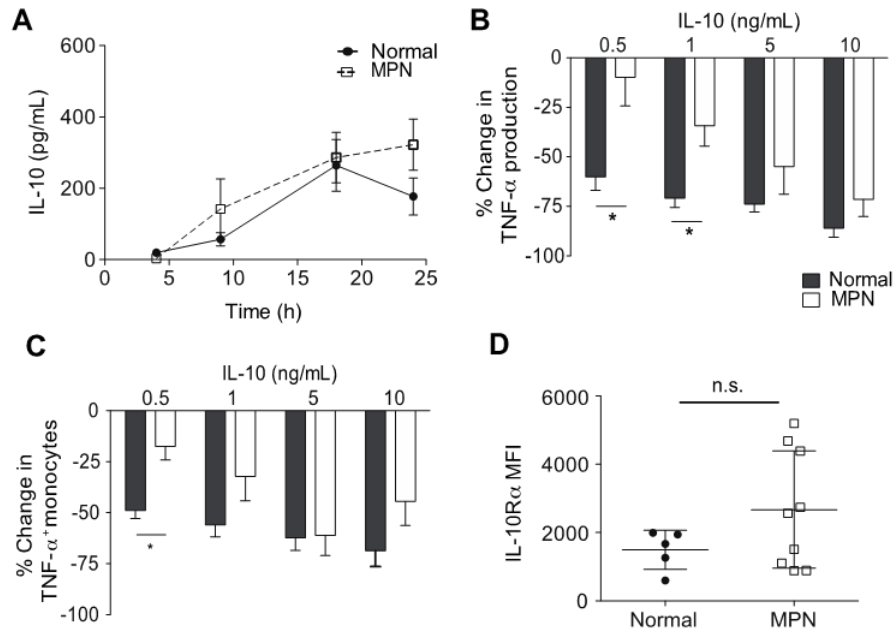 A
600
400
200
0
IL-10 (pg/mL)
0 5 10 15 20 25
Time (h)
Normal
MPN
B
IL-10 (ng/mL)
0.5 1 5 10
0
-25
-50
-75
-100
% Change in
TNF-α production
*
*
Normal
MPN
C
IL-10 (ng/mL)
0.5 1 5 10
0
-25
-50
-75
-100
% Change in
TNF-α⁺monocytes
*
D
n.s.
6000
4000
2000
0
IL-10Rα MFI
Normal MPN